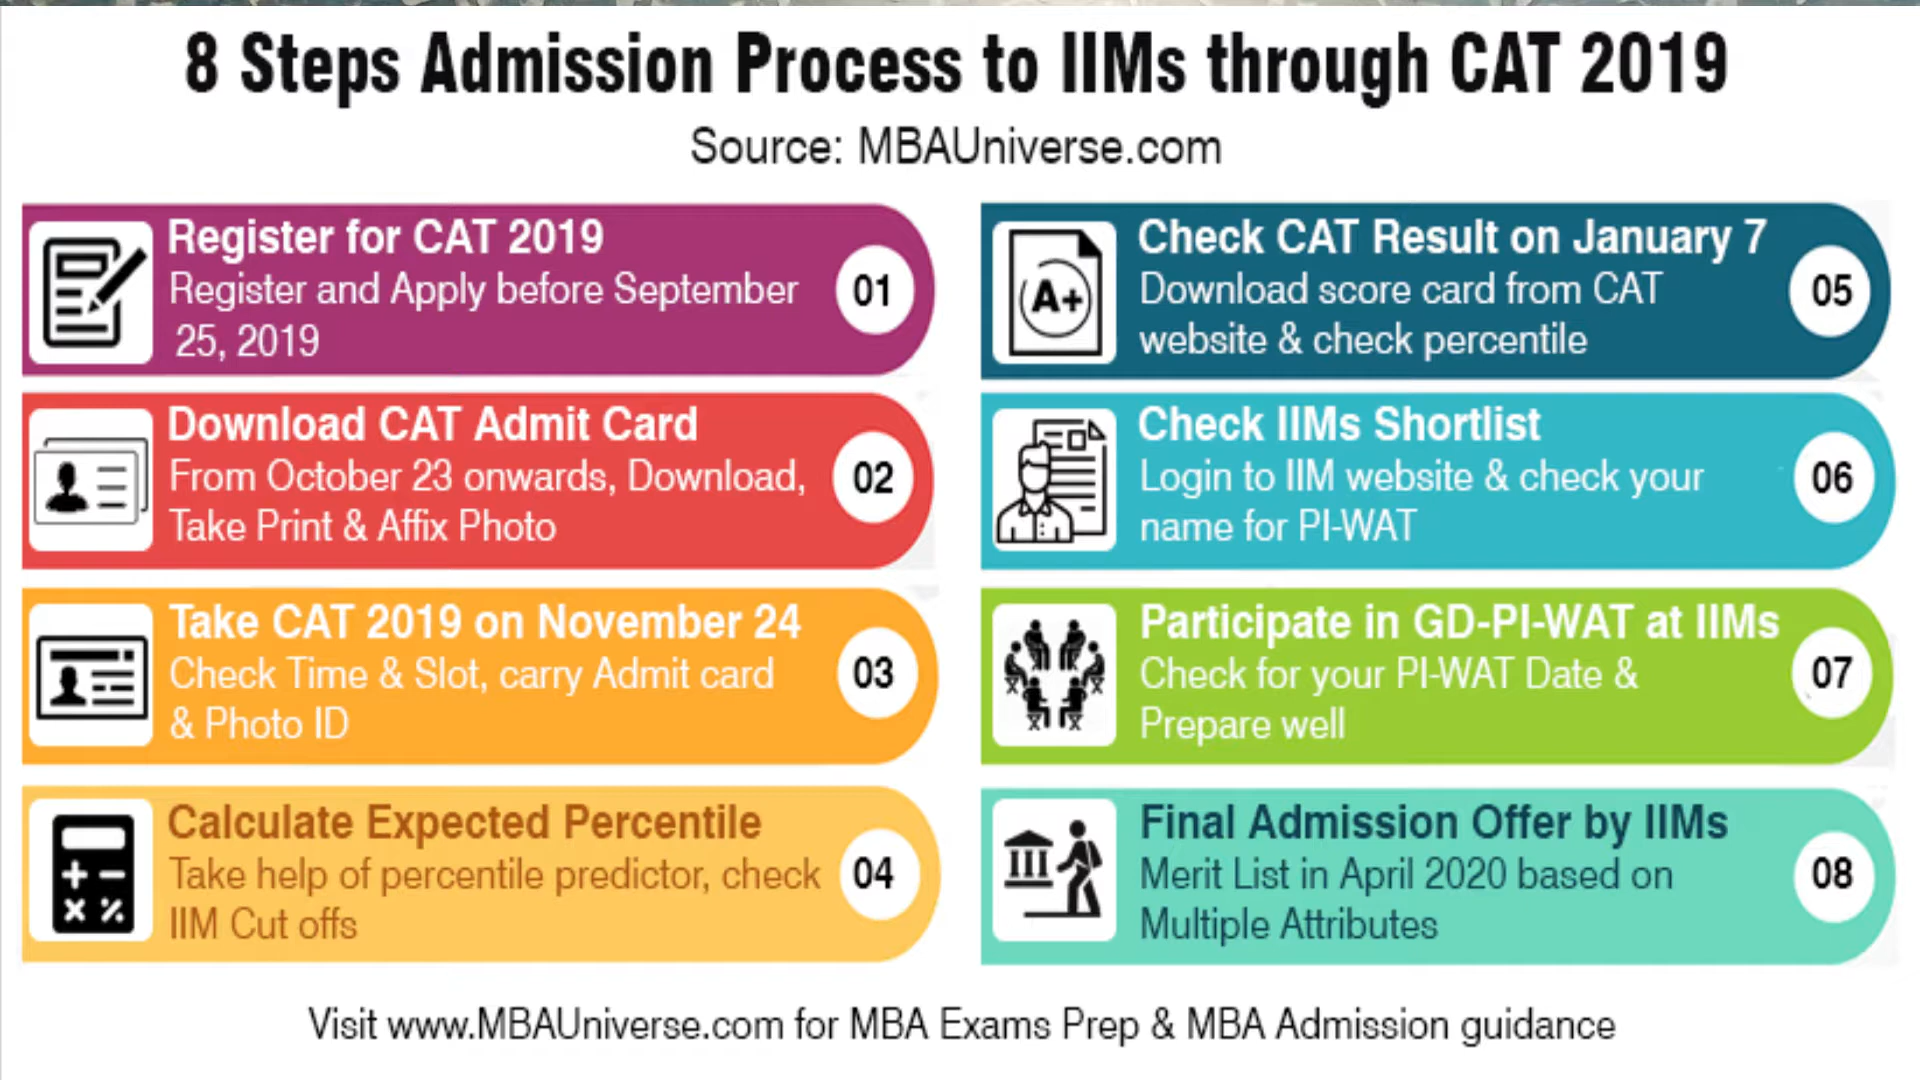 8 Steps Admission Process to IIMs through CAT 2019
Source: MBAUniverse.com
Register for CAT 2019
Register and Apply before September
25, 2019
01
Download CAT Admit Card
From October 23 onwards, Download,
Take Print & Affix Photo
02
Take CAT 2019 on November 24
Check Time & Slot, carry Admit card
& Photo ID
03
Calculate Expected Percentile
Take help of percentile predictor, check
IIM Cut offs
04
A+
Check CAT Result on January 7
Download score card from CAT
website & check percentile
05
Check IIMs Shortlist
Login to IIM website & check your
name for PI-WAT
06
Participate in GD-PI-WAT at IIMs
Check for your PI-WAT Date &
Prepare well
07
Final Admission Offer by IIMs
Merit List in April 2020 based on
Multiple Attributes
08
Visit www.MBAUniverse.com for MBA Exams Prep & MBA Admission guidance